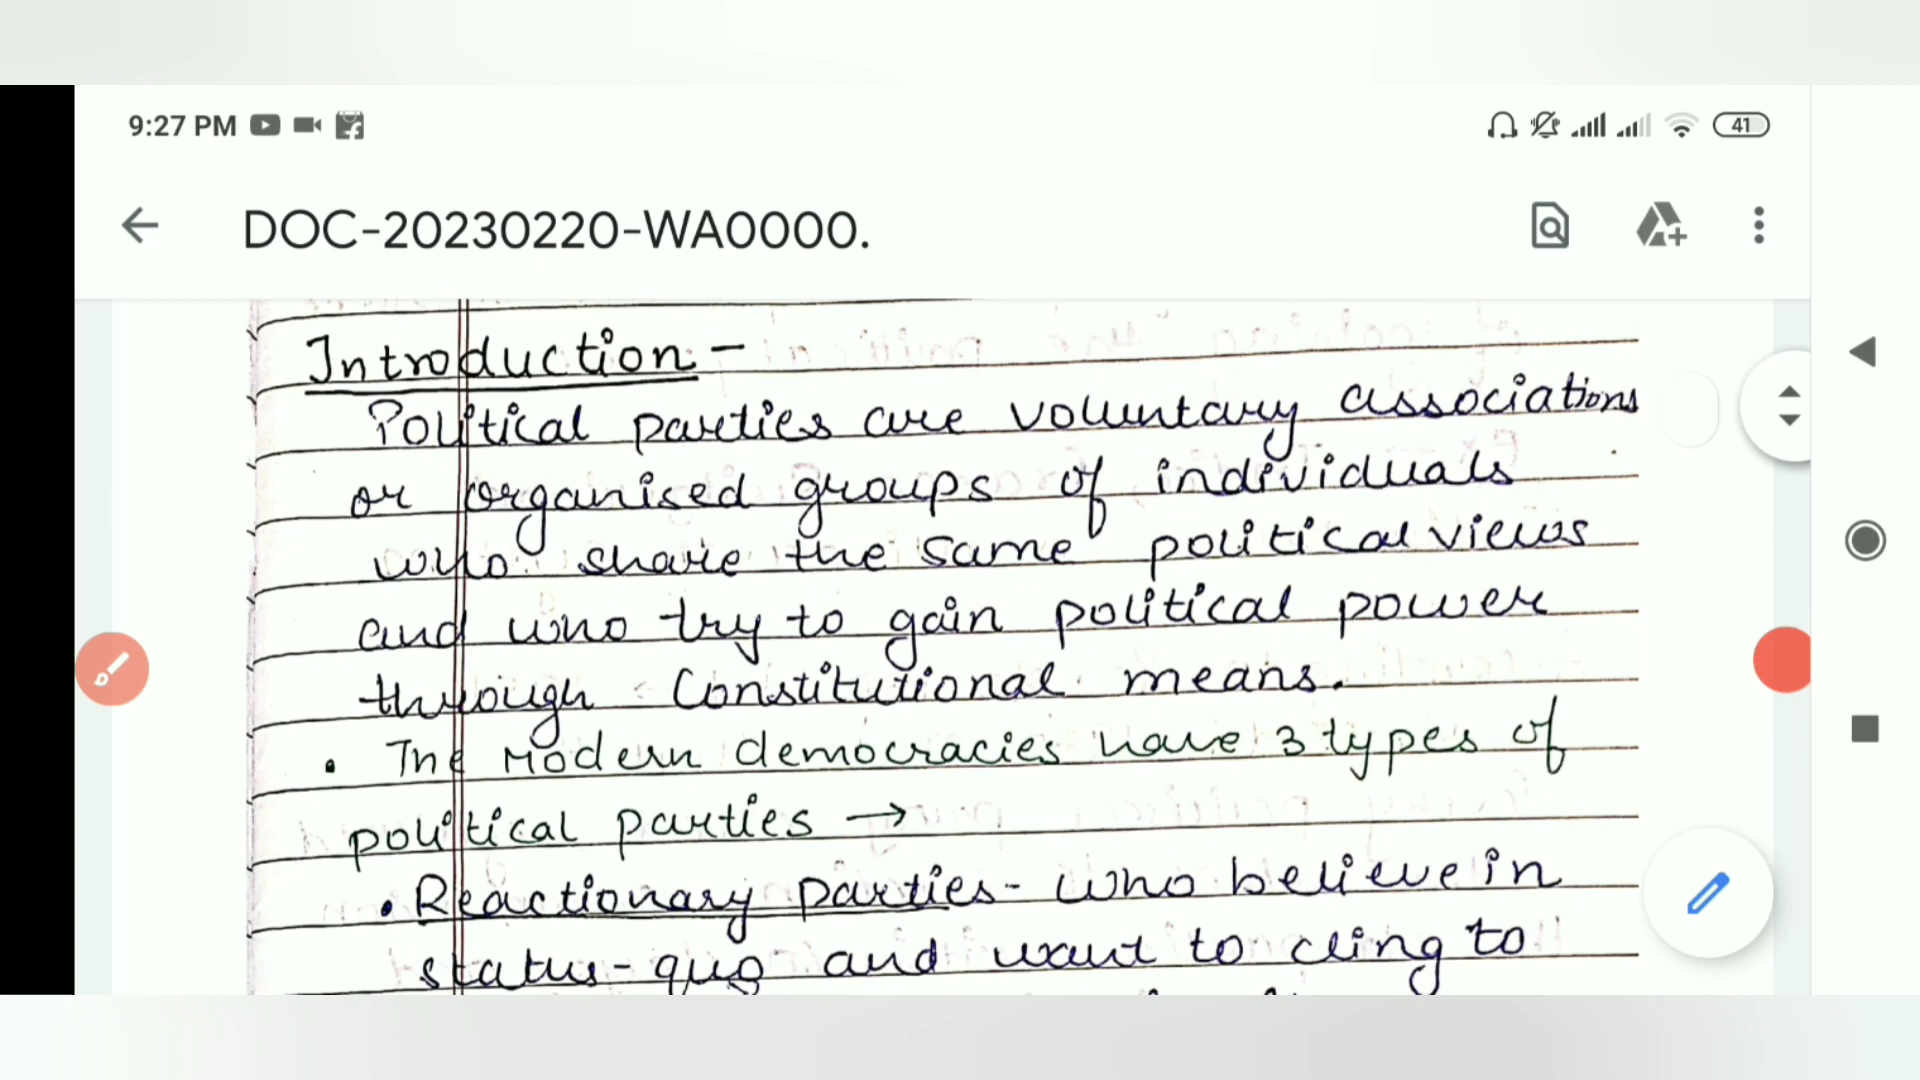 9:27 PM
41
DOC-20230220-WA0000.
Introduction -
Political parties are voluntary associations
or organised groups of individuals
who share the same political views
and who try to gain political power
through Constitutional means.
• The Modern democracies have 3 types of
political parties →
• Reactionary parties - who believe in
status-quo and want to cling to